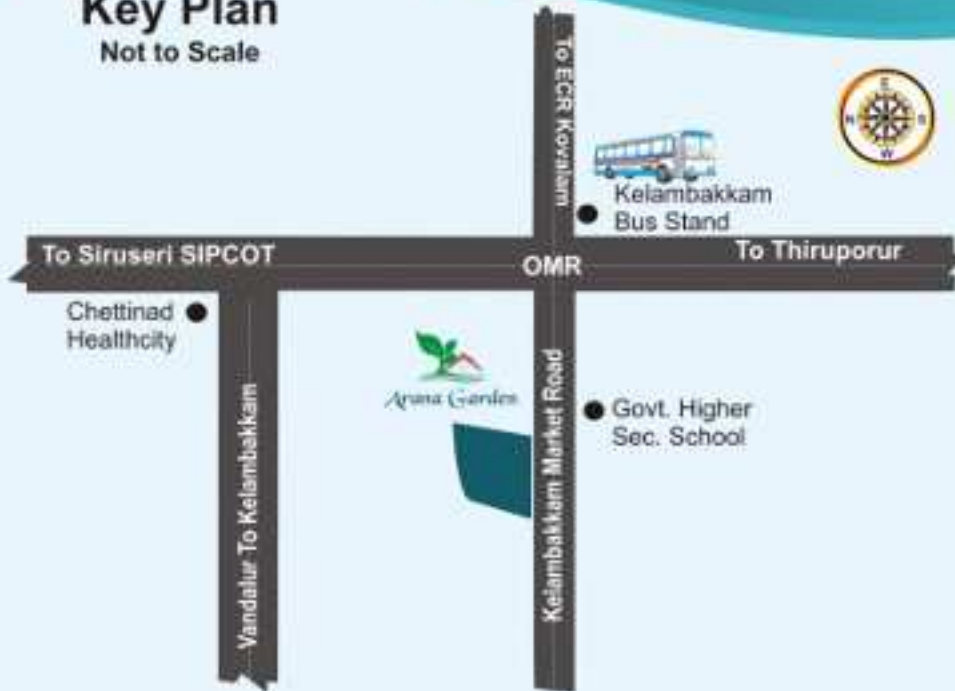 Key Plan
Not to Scale
To ECR Kovalam
E
N
S
W
Kelambakkam
Bus Stand
To Siruseri SIPCOT
OMR
To Thiruporur
Chettinad
Healthcity
Arana Garden
Govt. Higher
Sec. School
Vandalur To Kelambakkam
Kelambakkam Market Road